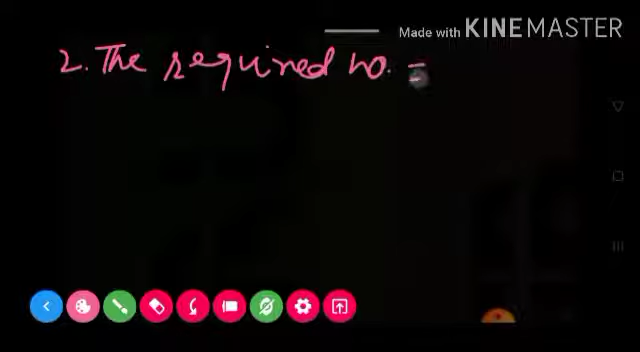 Made with KINEMASTER
2. The required no. =